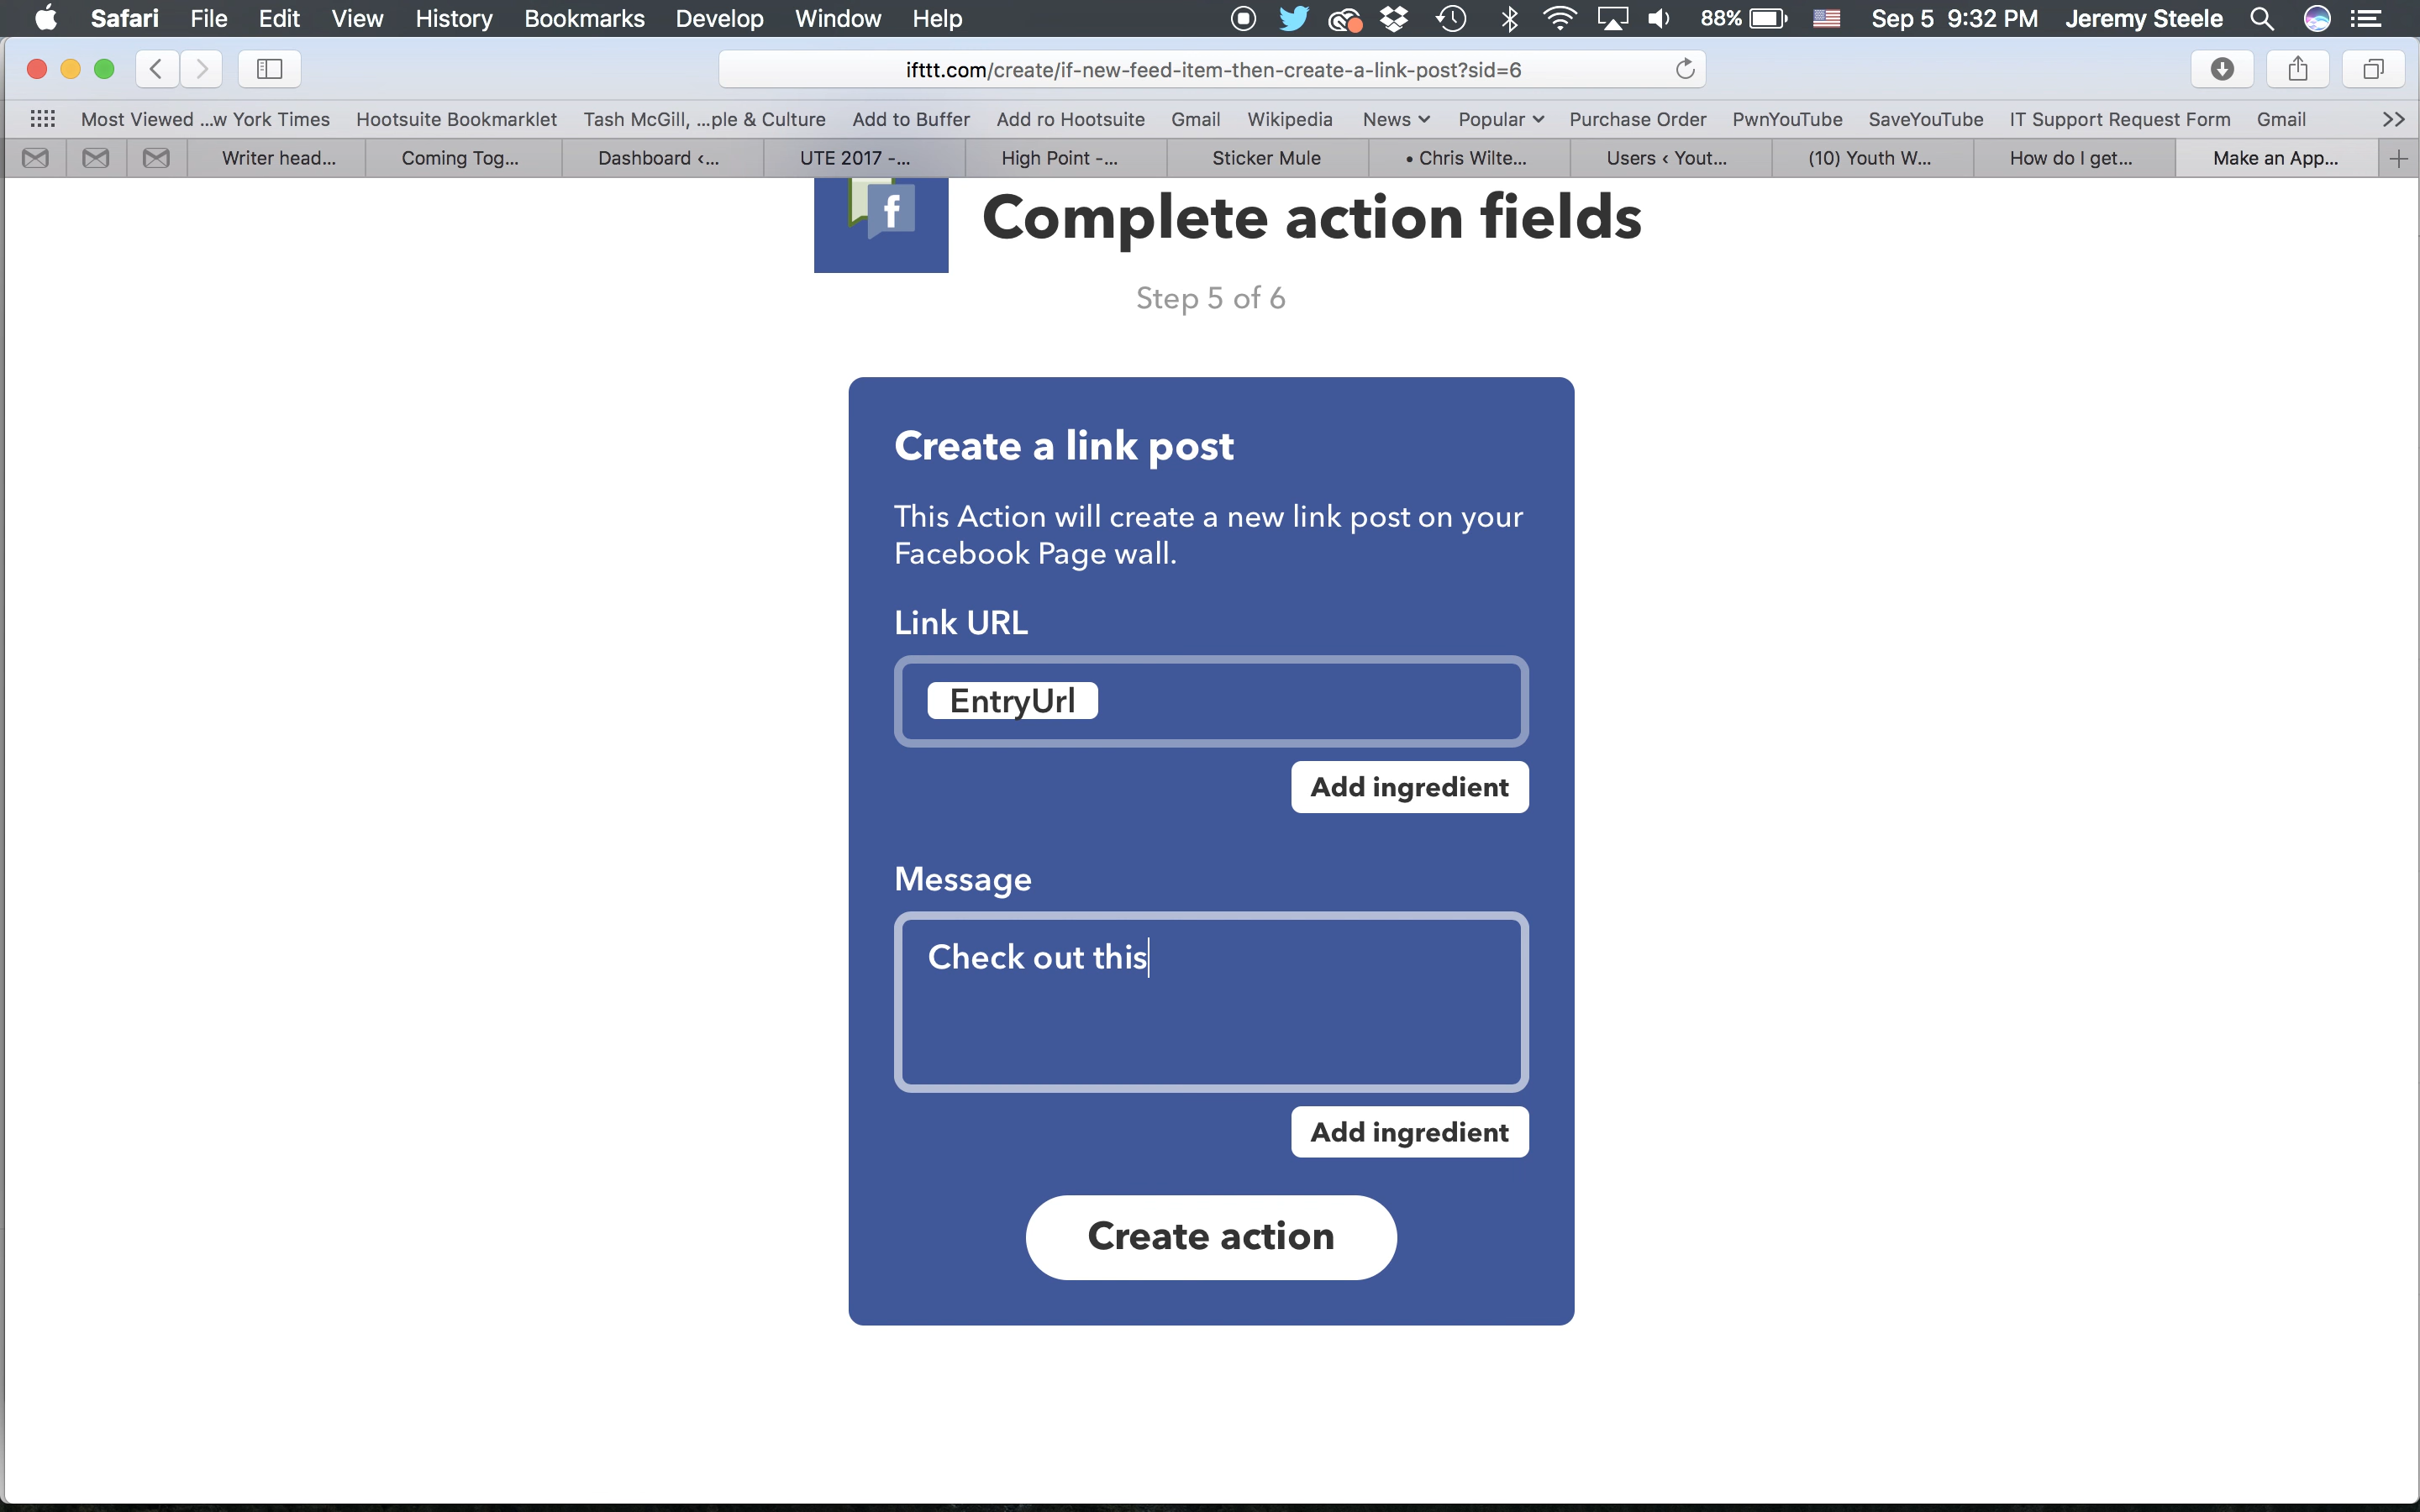 Safari File Edit View History Bookmarks Develop Window Help 88% Sep 5 9:32 PM Jeremy Steele
ifttt.com/create/if-new-feed-item-then-create-a-link-post?sid=6
Most Viewed ...w York Times Hootsuite Bookmarklet Tash McGill, ...ple & Culture Add to Buffer Add ro Hootsuite Gmail Wikipedia News Popular Purchase Order PwnYouTube SaveYouTube IT Support Request Form Gmail >>
Writer head... Coming Tog... Dashboard <... UTE 2017 -... High Point -... Sticker Mule • Chris Wilte... Users ‹ Yout... (10) Youth W... How do I get... Make an App... +
f
Complete action fields
Step 5 of 6
Create a link post
This Action will create a new link post on your
Facebook Page wall.
Link URL
EntryUrl
Add ingredient
Message
Check out this
Add ingredient
Create action